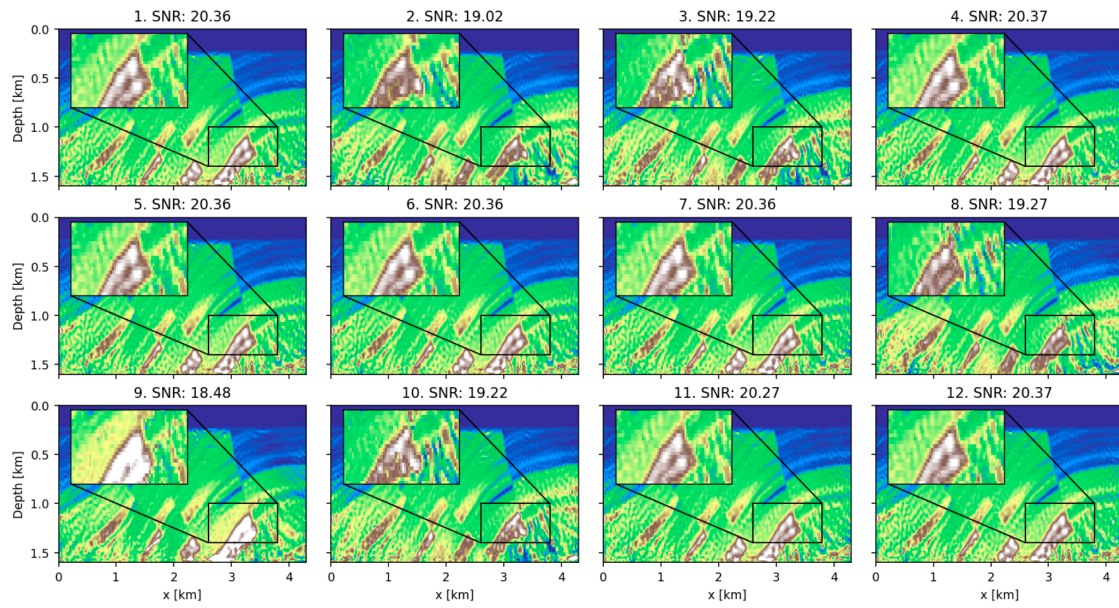 1. SNR: 20.36
2. SNR: 19.02
3. SNR: 19.22
4. SNR: 20.37
0.0
0.5
1.0
1.5
Depth [km]
5. SNR: 20.36
6. SNR: 20.36
7. SNR: 20.36
8. SNR: 19.27
0.0
0.5
1.0
1.5
Depth [km]
9. SNR: 18.48
10. SNR: 19.22
11. SNR: 20.27
12. SNR: 20.37
0.0
0.5
1.0
1.5
Depth [km]
0 1 2 3 4
0 1 2 3 4
0 1 2 3 4
0 1 2 3 4
x [km]
x [km]
x [km]
x [km]